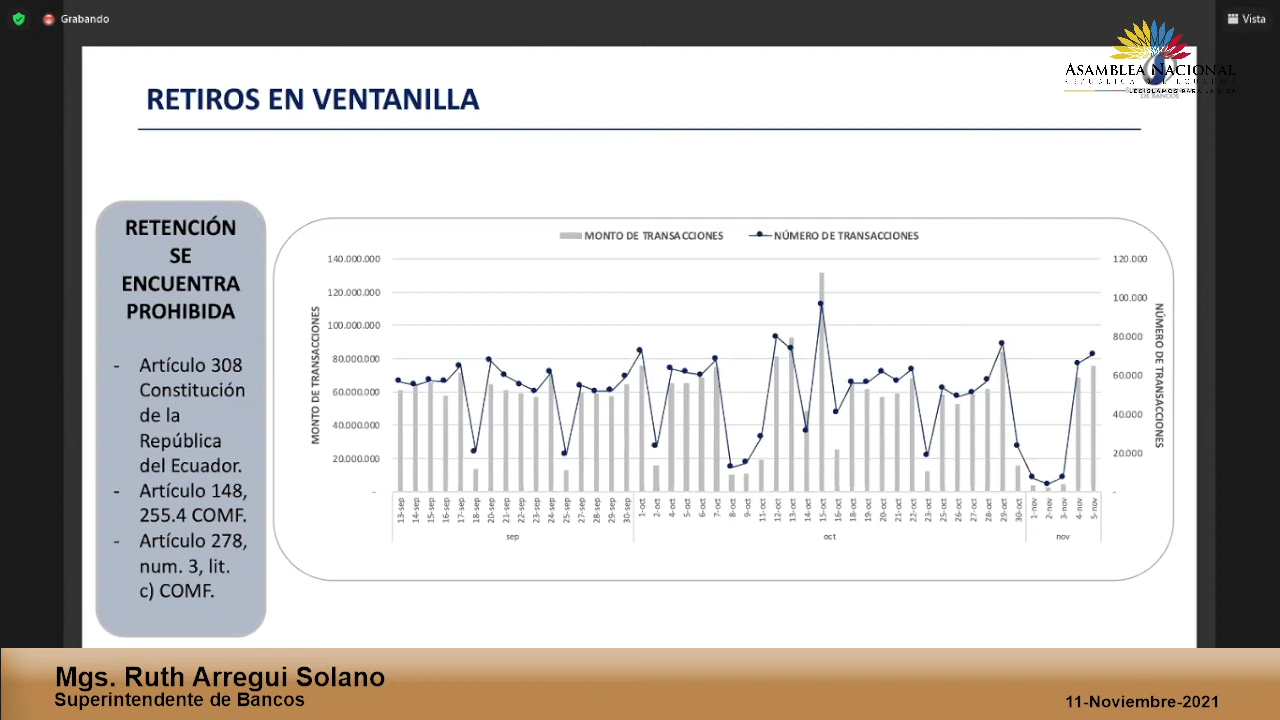 Grabando
Vista
ASAMBLEA NACIONAL
REPÚBLICA DEL ECUADOR
LEGISLAMOS PARA LA VIDA
DE BANCOS
RETIROS EN VENTANILLA
RETENCIÓN
SE
ENCUENTRA
PROHIBIDA
- Artículo 308
Constitución
de la
República
del Ecuador.
- Artículo 148,
255.4 COMF.
- Artículo 278,
num. 3, lit.
c) COMF.
MONTO DE TRANSACCIONES
NÚMERO DE TRANSACCIONES
MONTO DE TRANSACCIONES
140.000.000
120.000.000
100.000.000
80.000.000
60.000.000
40.000.000
20.000.000
-
120.000
100.000
80.000
60.000
40.000
20.000
-
NÚMERO DE TRANSACCIONES
13-sep
14-sep
15-sep
16-sep
17-sep
18-sep
20-sep
21-sep
22-sep
23-sep
24-sep
25-sep
27-sep
28-sep
29-sep
30-sep
1-oct
2-oct
4-oct
5-oct
6-oct
7-oct
8-oct
9-oct
11-oct
12-oct
13-oct
14-oct
15-oct
16-oct
18-oct
19-oct
20-oct
21-oct
22-oct
23-oct
25-oct
26-oct
27-oct
28-oct
29-oct
30-oct
1-nov
2-nov
3-nov
4-nov
5-nov
sep
oct
nov
Mgs. Ruth Arregui Solano
Superintendente de Bancos
11-Noviembre-2021